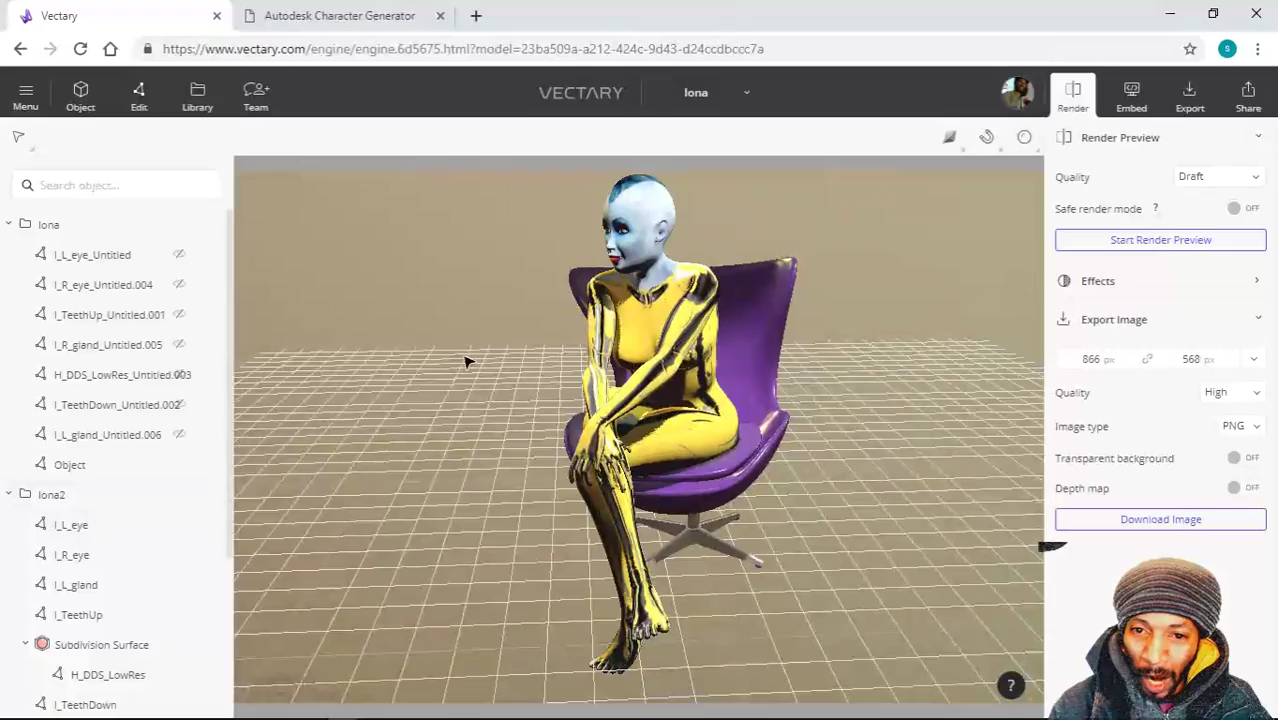 Vectary
Autodesk Character Generator
https://www.vectary.com/engine/engine.6d5675.html?model=23ba509a-a212-424c-9d43-d24ccdbccc7a
S
Menu
Object
Edit
Library
Team
VECTARY
Iona
Render
Embed
Export
Share
Search object...
Iona
I_L_eye_Untitled
I_R_eye_Untitled.004
I_TeethUp_Untitled.001
I_R_gland_Untitled.005
H_DDS_LowRes_Untitled.003
I_TeethDown_Untitled.002
I_L_gland_Untitled.006
Object
Iona2
I_L_eye
I_R_eye
I_L_gland
I_TeethUp
Subdivision Surface
H_DDS_LowRes
I_TeethDown
Render Preview
Quality Draft
Safe render mode ? OFF
Start Render Preview
Effects
Export Image
866 px 568 px
Quality High
Image type PNG
Transparent background OFF
Depth map OFF
Download Image
?